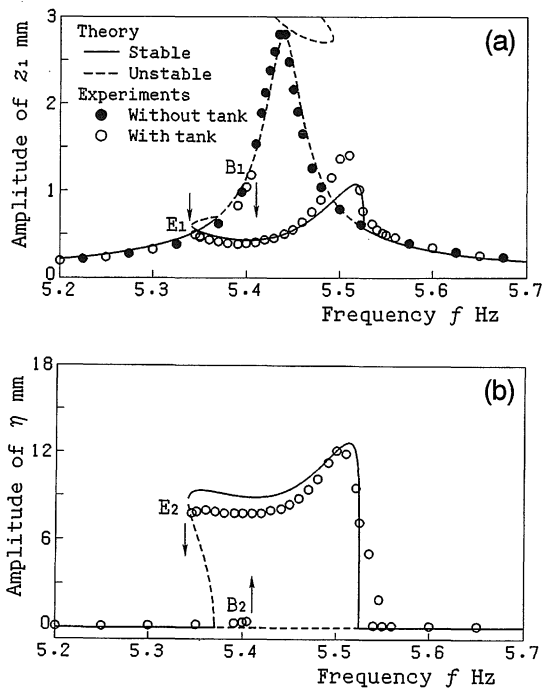 3
2
1
0
Amplitude of z₁ mm
(a)
Theory
Stable
Unstable
Experiments
Without tank
With tank
B₁
E₁
5.2 5.3 5.4 5.5 5.6 5.7
Frequency f Hz
18
12
6
0
Amplitude of η mm
(b)
E₂
B₂
5.2 5.3 5.4 5.5 5.6 5.7
Frequency f Hz